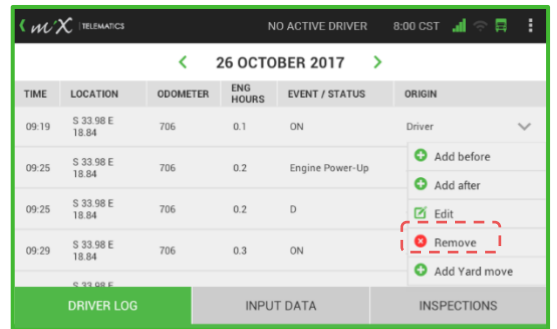 miX TELEMATICS NO ACTIVE DRIVER 8:00 CST
26 OCTOBER 2017
TIME LOCATION ODOMETER ENG HOURS EVENT / STATUS ORIGIN
09:19 S 33.98 E 18.84 706 0.1 ON Driver
Add before
09:25 S 33.98 E 18.84 706 0.2 Engine Power-Up
Add after
09:25 S 33.98 E 18.84 706 0.2 D
Edit
Remove
09:29 S 33.98 E 18.84 706 0.3 ON
Add Yard move
S 33.98 E
DRIVER LOG INPUT DATA INSPECTIONS